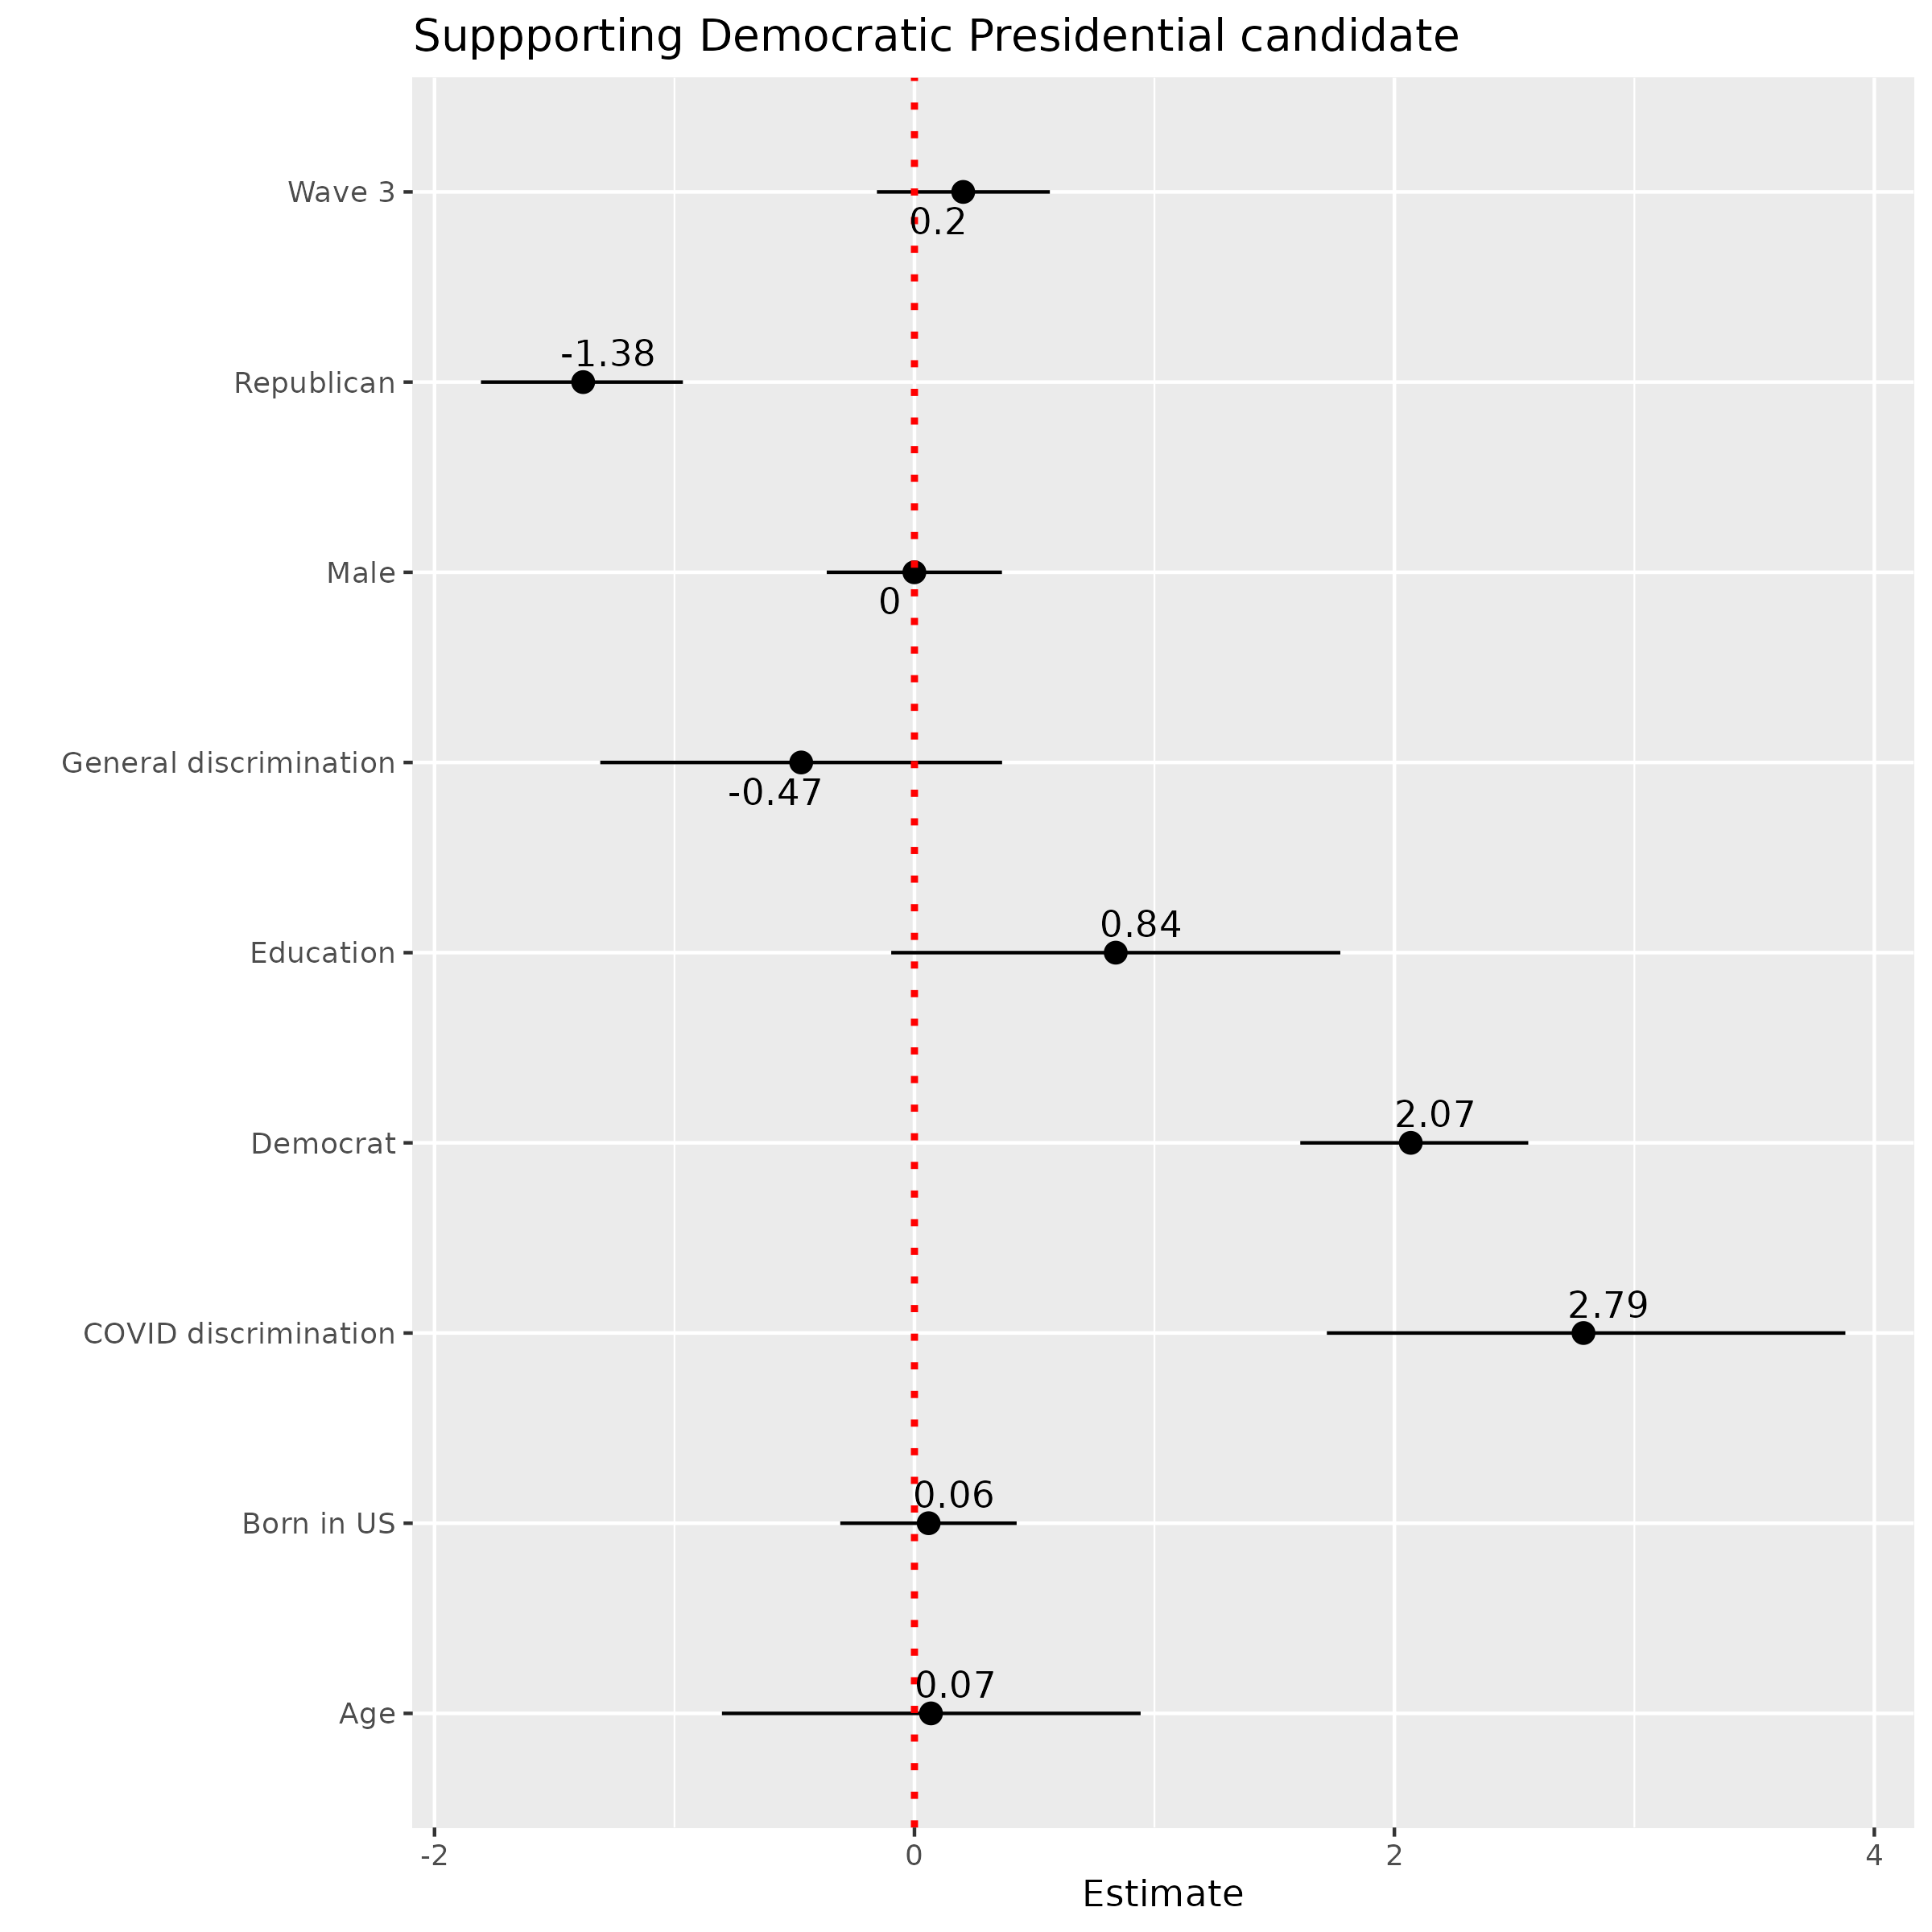 Suppporting Democratic Presidential candidate
Wave 3
0.2
-1.38
Republican
Male
0
General discrimination
-0.47
0.84
Education
2.07
Democrat
2.79
COVID discrimination
0.06
Born in US
0.07
Age
-2 0 2 4
Estimate